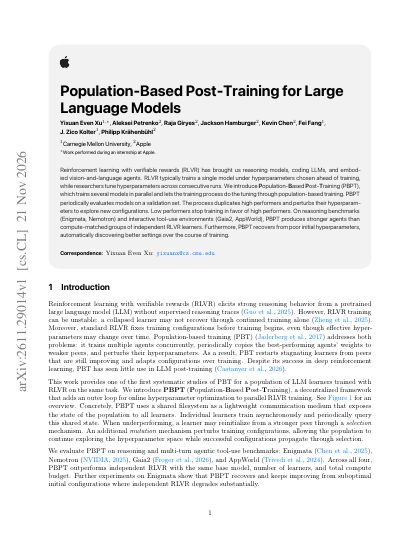 Population-Based Post-Training for Large
Language Models
Yixuan Even Xu¹,*, Aleksei Petrenko², Raja Giryes², Jackson Hamburger², Kevin Chen², Fei Fang¹,
J. Zico Kolter¹, Philipp Krähenbühl²
¹Carnegie Mellon University, ²Apple
*Work performed during an internship at Apple.
Reinforcement learning with verifiable rewards (RLVR) has brought us reasoning models, coding LLMs, and embod-
ied vision-and-language agents. RLVR typically trains a single model under hyperparameters chosen ahead of training,
while researchers tune hyperparameters across consecutive runs. We introduce Population-Based Post-Training (PBPT),
which trains several models in parallel and lets the training process do the tuning through population-based training. PBPT
periodically evaluates models on a validation set. The process duplicates high performers and perturbs their hyperparam-
eters to explore new configurations. Low performers stop training in favor of high performers. On reasoning benchmarks
(Enigmata, Nemotron) and interactive tool-use environments (Gaia2, AppWorld), PBPT produces stronger agents than
compute-matched groups of independent RLVR learners. Furthermore, PBPT recovers from poor initial hyperparameters,
automatically discovering better settings over the course of training.
Correspondence: Yixuan Even Xu: yixuanx@cs.cmu.edu
arXiv:2611.29014v1 [cs.CL] 21 Nov 2026
1 Introduction
Reinforcement learning with verifiable rewards (RLVR) elicits strong reasoning behavior from a pretrained
large language model (LLM) without supervised reasoning traces (Guo et al., 2025). However, RLVR training
can be unstable: a collapsed learner may not recover through continued training alone (Zheng et al., 2025).
Moreover, standard RLVR fixes training configurations before training begins, even though effective hyper-
parameters may change over time. Population-based training (PBT) (Jaderberg et al., 2017) addresses both
problems: it trains multiple agents concurrently, periodically copies the best-performing agents' weights to
weaker peers, and perturbs their hyperparameters. As a result, PBT restarts stagnating learners from peers
that are still improving and adapts configurations over training. Despite its success in deep reinforcement
learning, PBT has seen little use in LLM post-training (Castanyer et al., 2026).
This work provides one of the first systematic studies of PBT for a population of LLM learners trained with
RLVR on text. We introduce PBPT (Population-Based Post-Training), a decentralized framework
that adds an outer loop for online hyperparameter optimization to parallel RLVR training. See Figure 1 for an
overview. Concretely, PBPT uses a shared filesystem as a lightweight communication medium that exposes
the state of the population to all learners. Individual learners train asynchronously and periodically query
this shared state. When underperforming, a learner may reinitialize from a stronger peer through a selection
mechanism. An additional mutation mechanism perturbs training configurations, allowing the population to
continue exploring the hyperparameter space while successful configurations propagate through selection.
We evaluate PBPT on reasoning and multi-turn agentic tool-use benchmarks: Enigmata (Chen et al., 2025),
Nemotron (NVIDIA, 2025), Gaia2 (Froger et al., 2026), and AppWorld (Trivedi et al., 2024). Across all four,
PBPT outperforms independent RLVR with the same base model, number of learners, and total compute
budget. Further experiments on Enigmata show that PBPT recovers and keeps improving from suboptimal
initial configurations where independent RLVR degrades substantially.
1